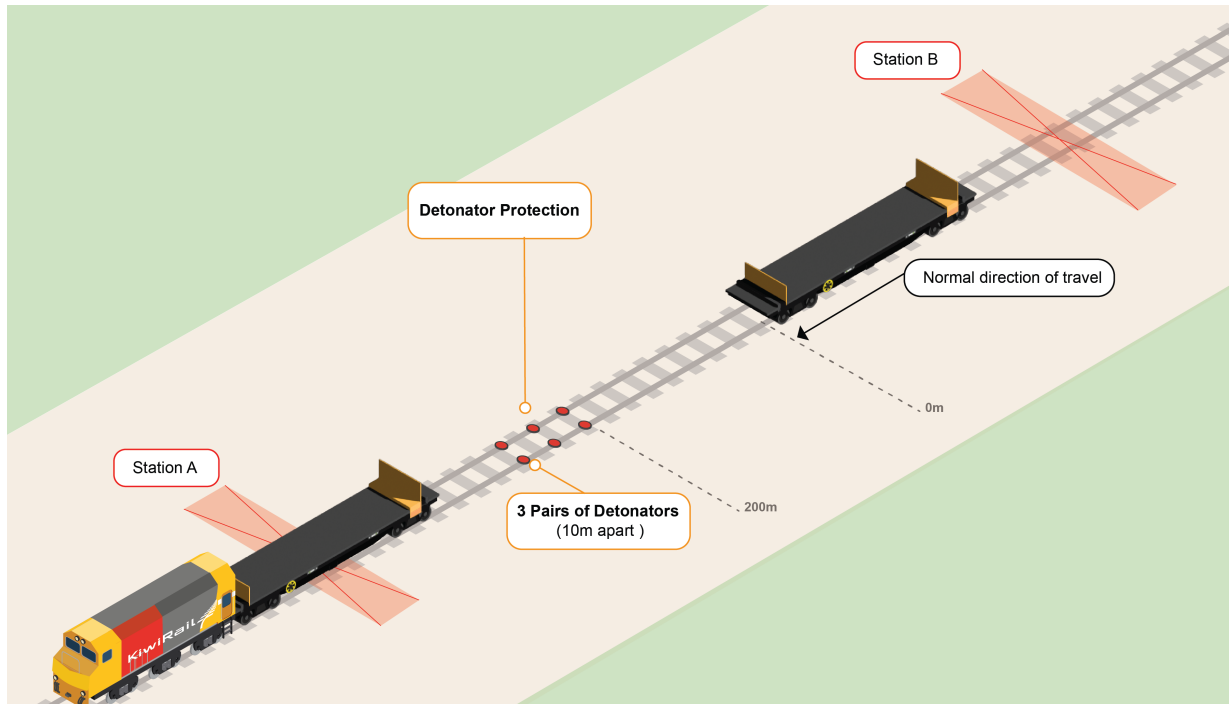 Station B
Detonator Protection
Normal direction of travel
0m
Station A
200m
3 Pairs of Detonators
(10m apart )
KiwiRail